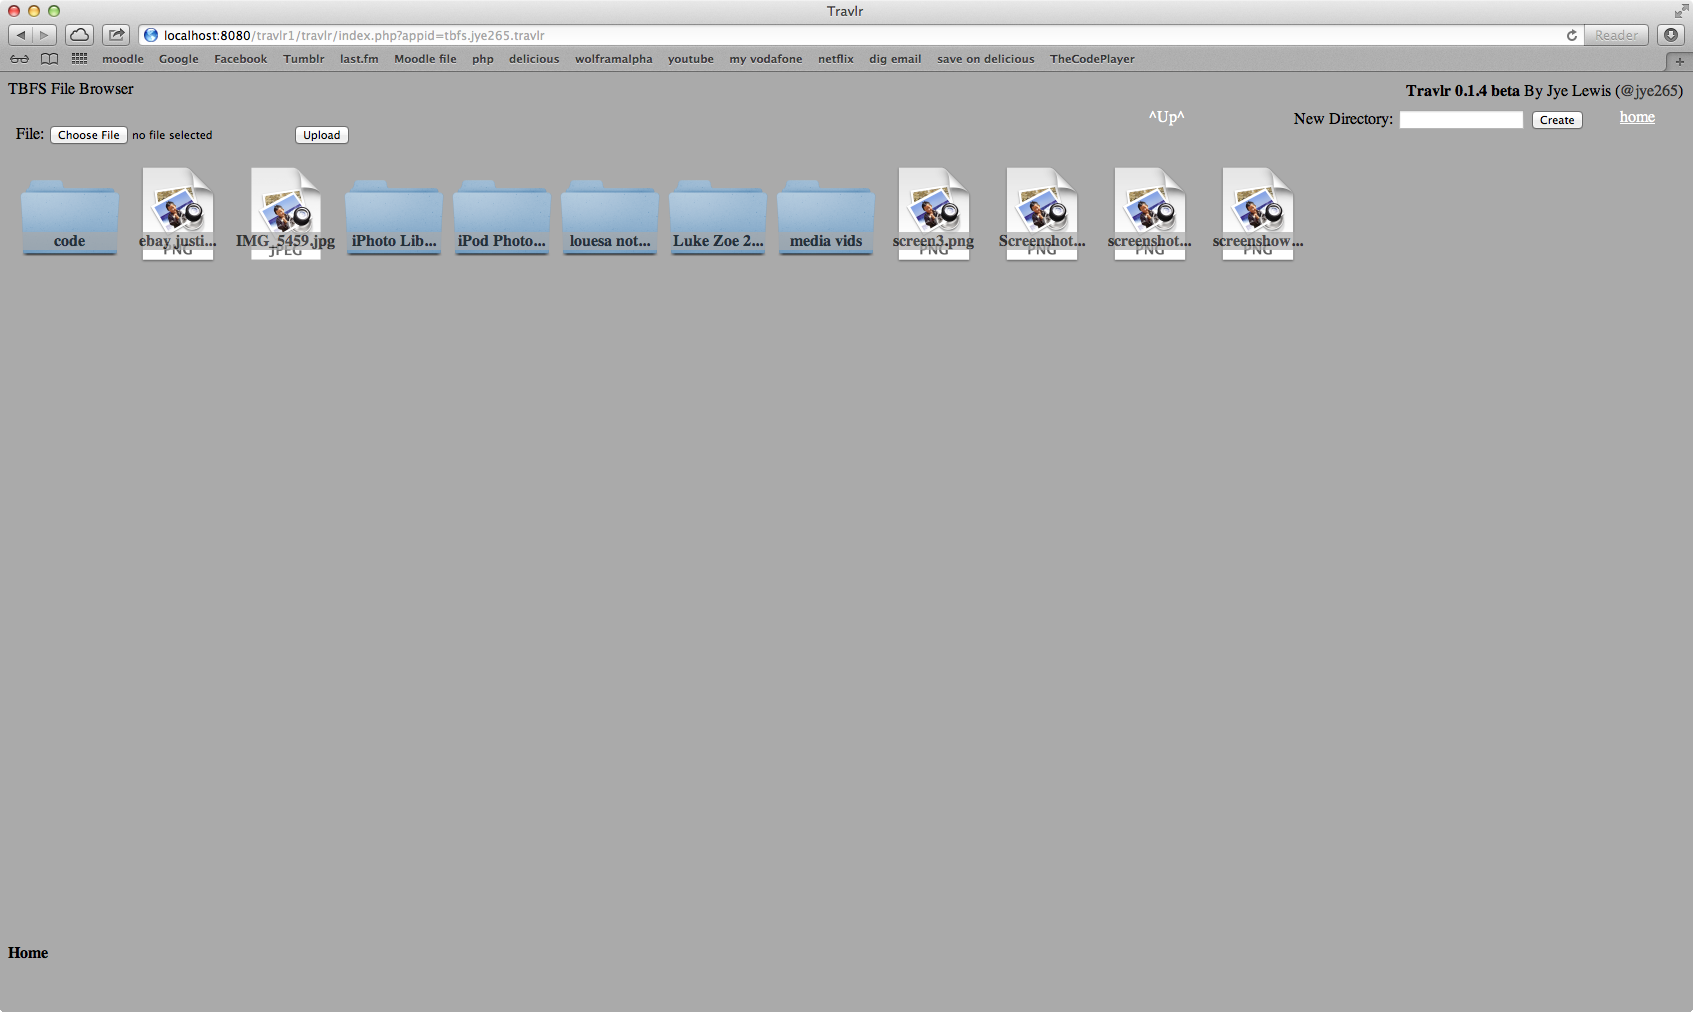 Travlr
localhost:8080/travlr1/travlr/index.php?appid=tbfs.jye265.travlr
Reader
moodle Google Facebook Tumblr last.fm Moodle file php delicious wolframalpha youtube my vodafone netflix dig email save on delicious TheCodePlayer
TBFS File Browser
Travlr 0.1.4 beta By Jye Lewis (@jye265)
^Up^
New Directory: Create home
File: Choose File no file selected Upload
code ebay justi... IMG_5459.jpg iPhoto Lib... iPod Photo... louesa not... Luke Zoe 2... media vids screen3.png Screenshot... screenshot... screenshow...
PNG JPEG PNG PNG PNG PNG
Home